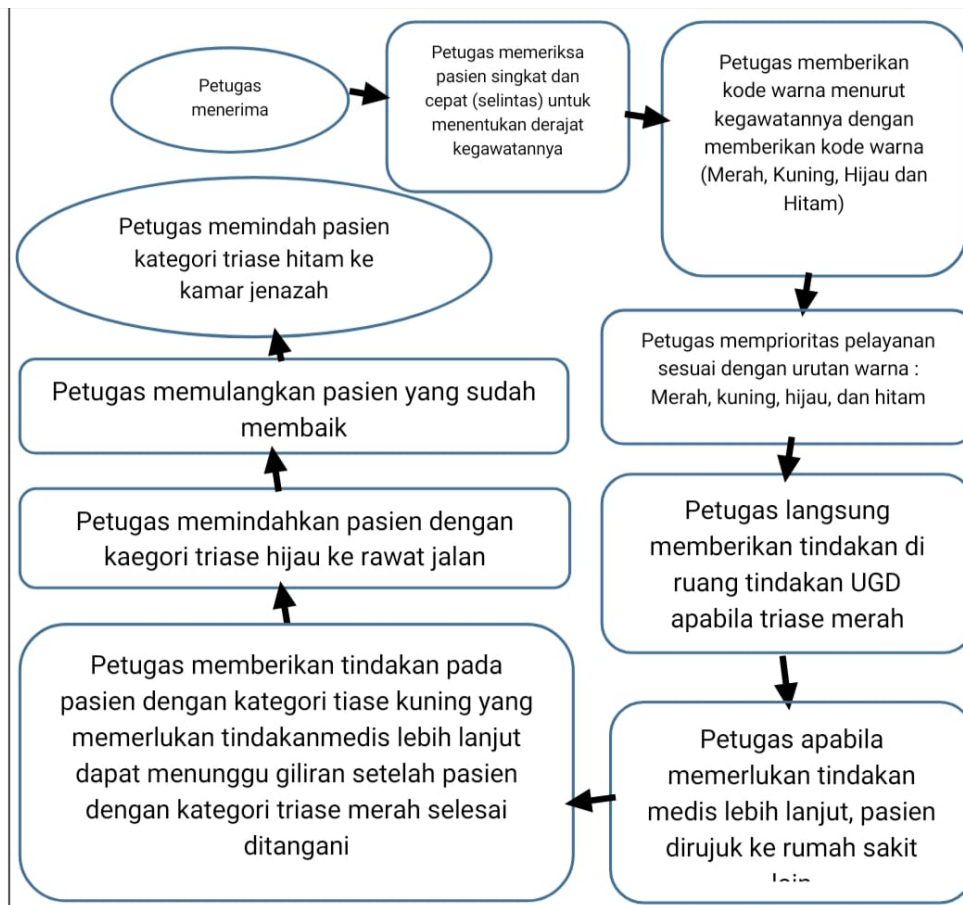 Petugas
menerima
Petugas memeriksa
pasien singkat dan
cepat (selintas) untuk
menentukan derajat
kegawatannya
Petugas memberikan
kode warna menurut
kegawatannya dengan
memberikan kode warna
(Merah, Kuning, Hijau dan
Hitam)
Petugas memprioritas pelayanan
sesuai dengan urutan warna :
Merah, kuning, hijau, dan hitam
Petugas langsung
memberikan tindakan di
ruang tindakan UGD
apabila triase merah
Petugas apabila
memerlukan tindakan
medis lebih lanjut, pasien
dirujuk ke rumah sakit
Petugas memberikan tindakan pada
pasien dengan kategori tiase kuning yang
memerlukan tindakanmedis lebih lanjut
dapat menunggu giliran setelah pasien
dengan kategori triase merah selesai
ditangani
Petugas memindahkan pasien dengan
kaegori triase hijau ke rawat jalan
Petugas memulangkan pasien yang sudah
membaik
Petugas memindah pasien
kategori triase hitam ke
kamar jenazah